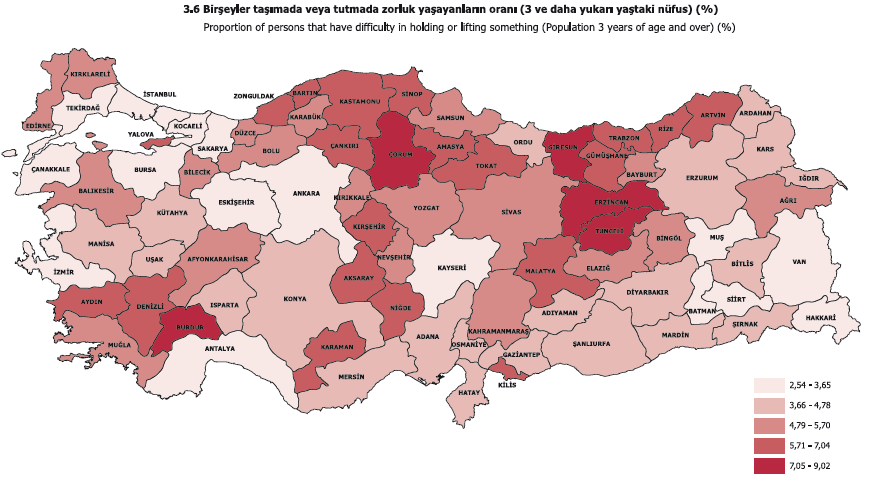 3.6 Birşeyler taşımada veya tutmada zorluk yaşayanların oranı (3 ve daha yukarı yaştaki nüfus) (%)
Proportion of persons that have difficulty in holding or lifting something (Population 3 years of age and over) (%)
KIRKLARELİ
TEKİRDAĞ
EDİRNE
İSTANBUL
YALOVA
KOCAELİ
SAKARYA
ZONGULDAK
BARTIN
KARABÜK
DÜZCE
BOLU
KASTAMONU
SİNOP
ÇANKIRI
ÇORUM
SAMSUN
AMASYA
TOKAT
ORDU
GİRESUN
TRABZON
GÜMÜŞHANE
RİZE
ARTVİN
ARDAHAN
KARS
BAYBURT
ERZURUM
IĞDIR
AĞRI
ÇANAKKALE
BALIKESİR
BURSA
BİLECİK
KÜTAHYA
ESKİŞEHİR
ANKARA
KIRIKKALE
YOZGAT
SİVAS
ERZİNCAN
TUNCELİ
BİNGÖL
MUŞ
BİTLİS
VAN
MANİSA
UŞAK
AFYONKARAHİSAR
KIRŞEHİR
NEVŞEHİR
KAYSERİ
MALATYA
ELAZIĞ
DİYARBAKIR
BATMAN
SİİRT
ŞIRNAK
HAKKARİ
İZMİR
AYDIN
DENİZLİ
ISPARTA
BURDUR
KONYA
AKSARAY
NİĞDE
KAHRAMANMARAŞ
ADIYAMAN
ŞANLIURFA
MARDİN
MUĞLA
ANTALYA
KARAMAN
MERSİN
ADANA
OSMANİYE
GAZİANTEP
KİLİS
HATAY
2,54 – 3,65
3,66 – 4,78
4,79 – 5,70
5,71 – 7,04
7,05 – 9,02